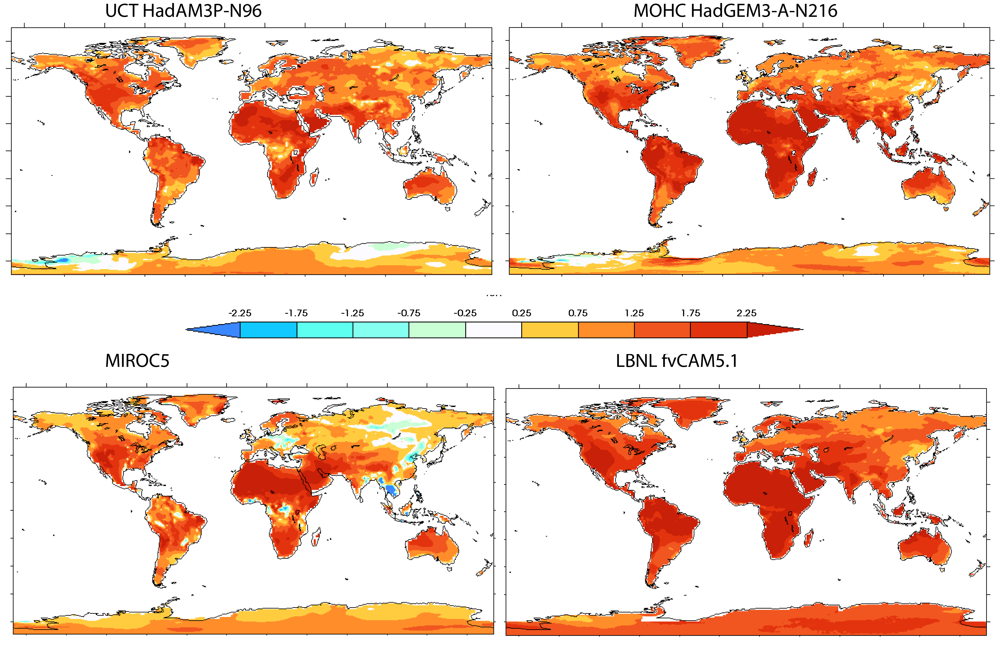 UCT HadAM3P-N96
MOHC HadGEM3-A-N216
-2.25 -1.75 -1.25 -0.75 -0.25 0.25 0.75 1.25 1.75 2.25
MIROC5
LBNL fvCAM5.1